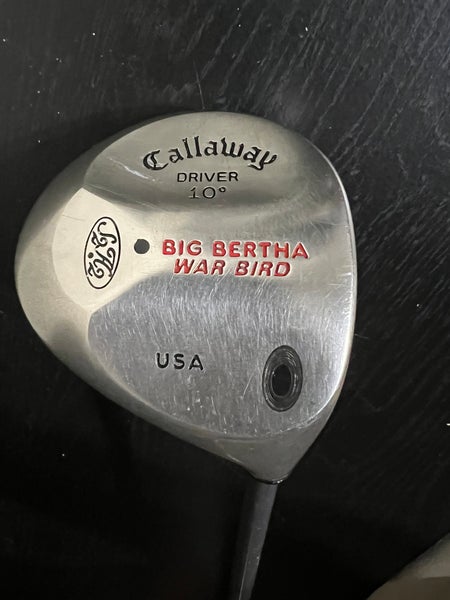 Callaway
DRIVER
10°
BIG BERTHA
WAR BIRD
USA